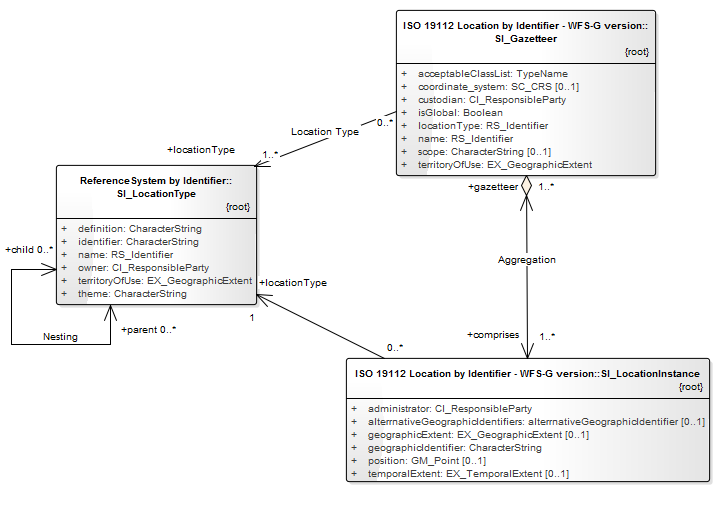 ISO 19112 Location by Identifier - WFS-G version::
SI_Gazetteer
{root}
+ acceptableClassList: TypeName
+ coordinate_system: SC_CRS [0..1]
+ custodian: CI_ResponsibleParty
+ isGlobal: Boolean
+ locationType: RS_Identifier
+ name: RS_Identifier
+ scope: CharacterString [0..1]
+ territoryOfUse: EX_GeographicExtent
0..*
Location Type
+locationType
1..*
ReferenceSystem by Identifier::
SI_LocationType
{root}
+ definition: CharacterString
+ identifier: CharacterString
+ name: RS_Identifier
+ owner: CI_ResponsibleParty
+ territoryOfUse: EX_GeographicExtent
+ theme: CharacterString
+gazetteer 1..*
Aggregation
+comprises 1..*
+child 0..*
Nesting
+parent 0..*
+locationType
1
0..*
ISO 19112 Location by Identifier - WFS-G version::SI_LocationInstance
{root}
+ administrator: CI_ResponsibleParty
+ alternativeGeographicIdentifiers: alternativeGeographicIdentifier [0..1]
+ geographicExtent: EX_GeographicExtent [0..1]
+ geographicIdentifier: CharacterString
+ position: GM_Point [0..1]
+ temporalExtent: EX_TemporalExtent [0..1]